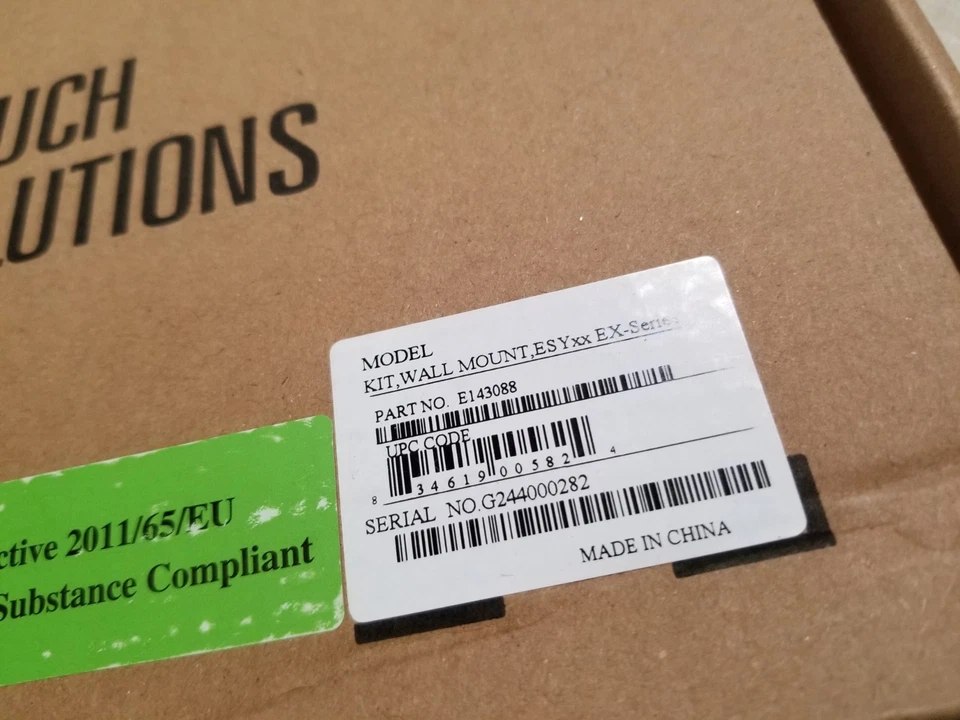 UCH
LUTIONS
MODEL
KIT,WALL MOUNT,ESYxx EX-Series
PART NO. E143088
UPC CODE
8 34619 00582 4
SERIAL NO.G244000282
MADE IN CHINA
ctive 2011/65/EU
Substance Compliant